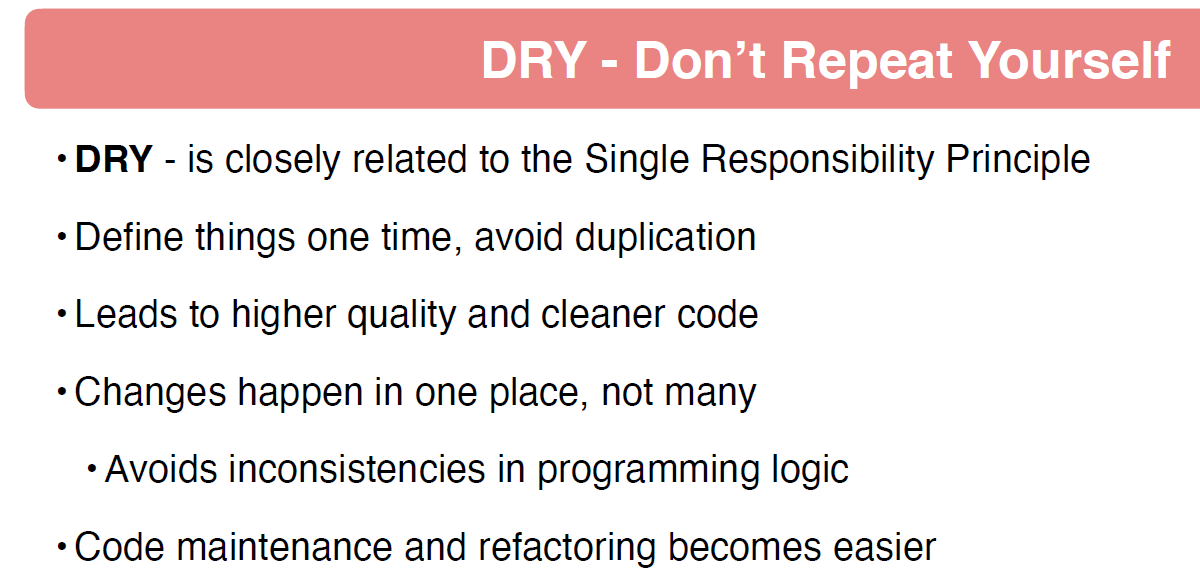 DRY - Don’t Repeat Yourself
• DRY - is closely related to the Single Responsibility Principle
• Define things one time, avoid duplication
• Leads to higher quality and cleaner code
• Changes happen in one place, not many
• Avoids inconsistencies in programming logic
• Code maintenance and refactoring becomes easier